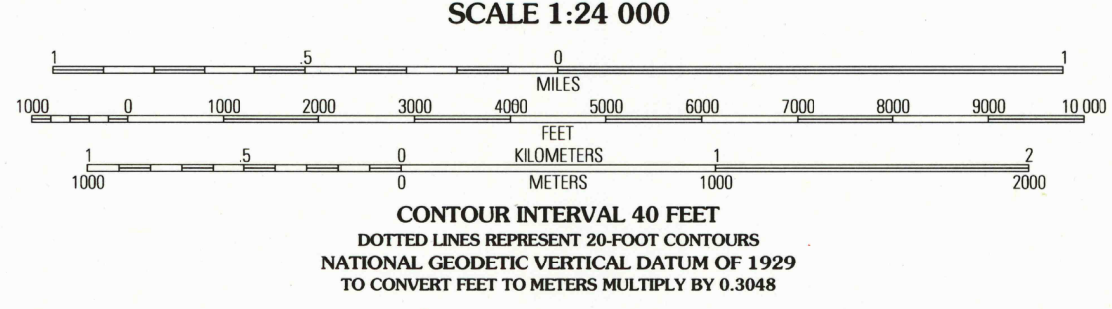 SCALE 1:24 000
1 .5 0 1
MILES
1000 0 1000 2000 3000 4000 5000 6000 7000 8000 9000 10 000
FEET
1 .5 0 KILOMETERS 1 2
1000 0 METERS 1000 2000
CONTOUR INTERVAL 40 FEET
DOTTED LINES REPRESENT 20-FOOT CONTOURS
NATIONAL GEODETIC VERTICAL DATUM OF 1929
TO CONVERT FEET TO METERS MULTIPLY BY 0.3048